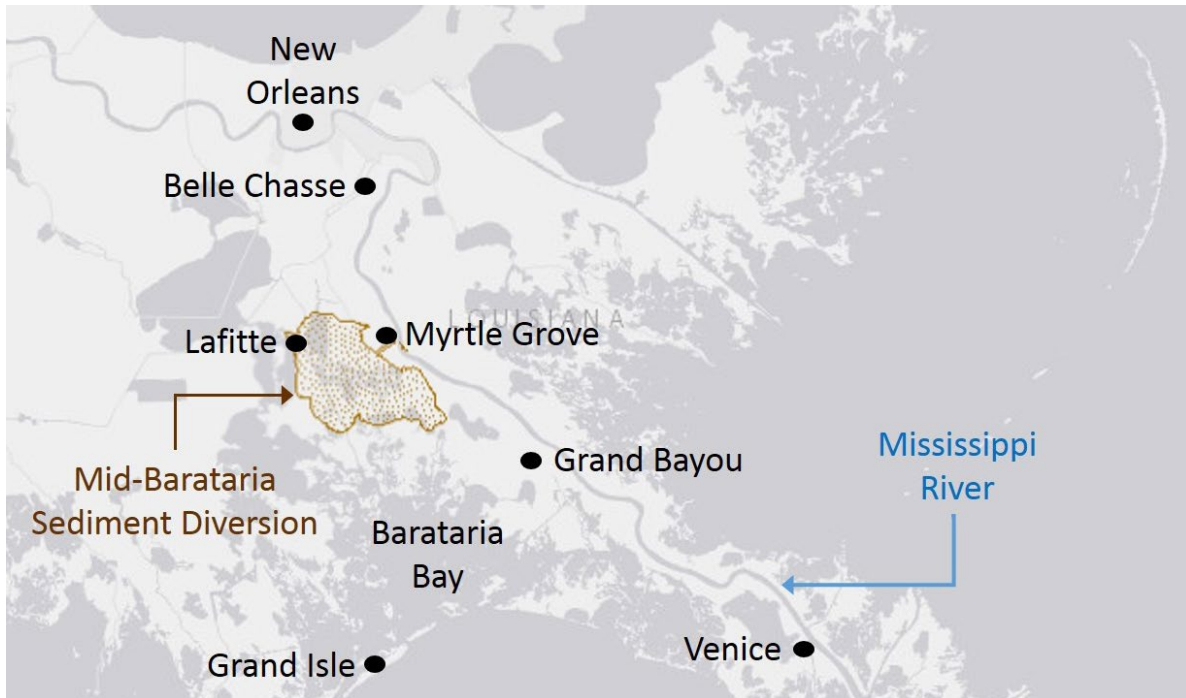 New
Orleans
Belle Chasse
LOUISIANA
Lafitte
Myrtle Grove
Mid-Barataria
Sediment Diversion
Grand Bayou
Mississippi
River
Barataria
Bay
Grand Isle
Venice